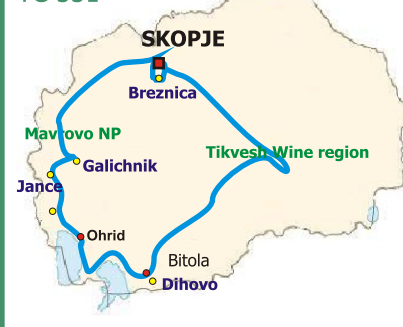 SKOPJE
Breznica
Mavrovo NP
Tikvesh Wine region
Galichnik
Jance
Ohrid
Bitola
Dihovo